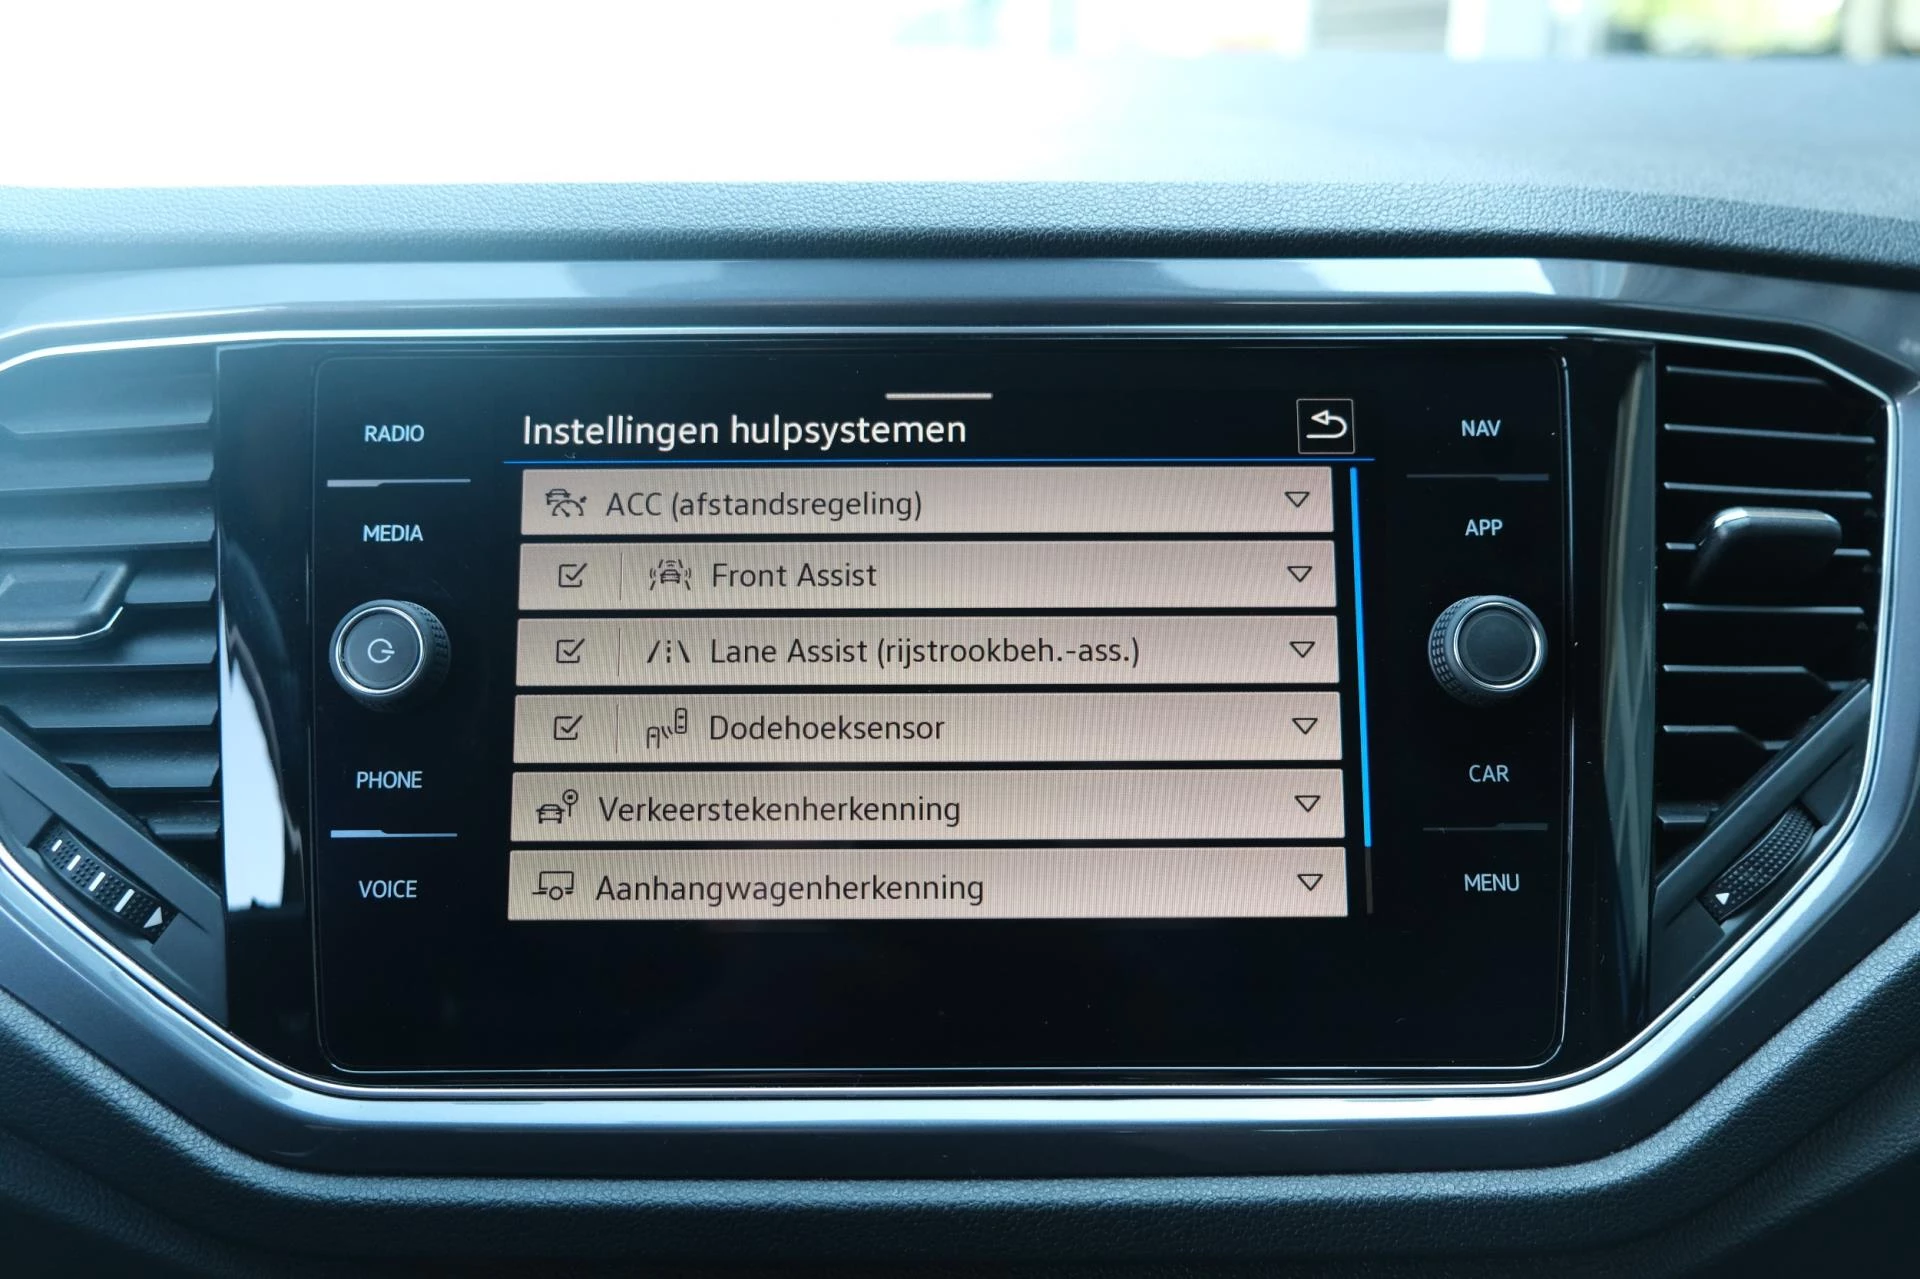 Instellingen hulpsystemen
ACC (afstandsregeling)
Front Assist
Lane Assist (rijstrookbeh.-ass.)
Dodehoeksensor
Verkeerstekenherkenning
Aanhangwagenherkenning
RADIO
MEDIA
PHONE
VOICE
NAV
APP
CAR
MENU